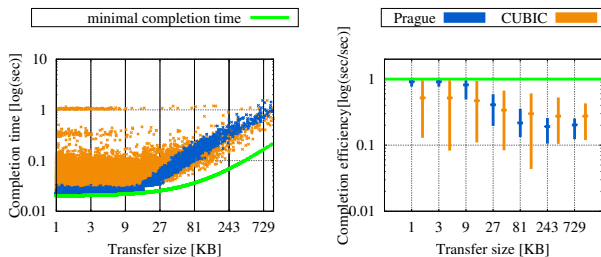 minimal completion time
Completion time [log(sec)]
10
1
0.1
0.01
1 3 9 27 81 243 729
Transfer size [KB]
Prague CUBIC
Completion efficiency[log(sec/sec)]
1
0.1
0.01
1 3 9 27 81 243 729
Transfer size [KB]